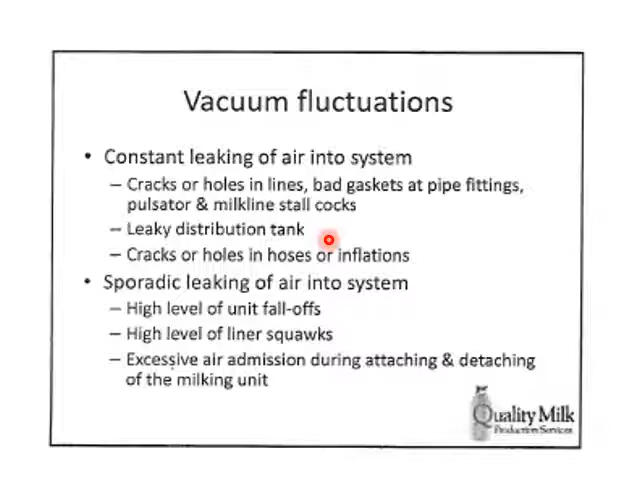 Vacuum fluctuations
• Constant leaking of air into system
– Cracks or holes in lines, bad gaskets at pipe fittings,
pulsator & milkline stall cocks
– Leaky distribution tank
– Cracks or holes in hoses or inflations
• Sporadic leaking of air into system
– High level of unit fall-offs
– High level of liner squawks
– Excessive air admission during attaching & detaching
of the milking unit
Quality Milk
Production Services